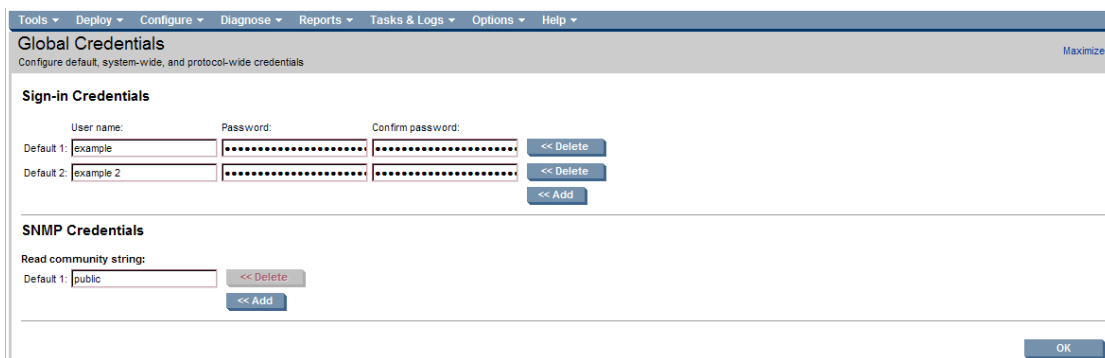 Tools Deploy Configure Diagnose Reports Tasks & Logs Options Help
Global Credentials
Maximize
Configure default, system-wide, and protocol-wide credentials
Sign-in Credentials
User name: Password: Confirm password:
Default 1: example << Delete
Default 2: example 2 << Delete
<< Add
SNMP Credentials
Read community string:
Default 1: public << Delete
<< Add
OK